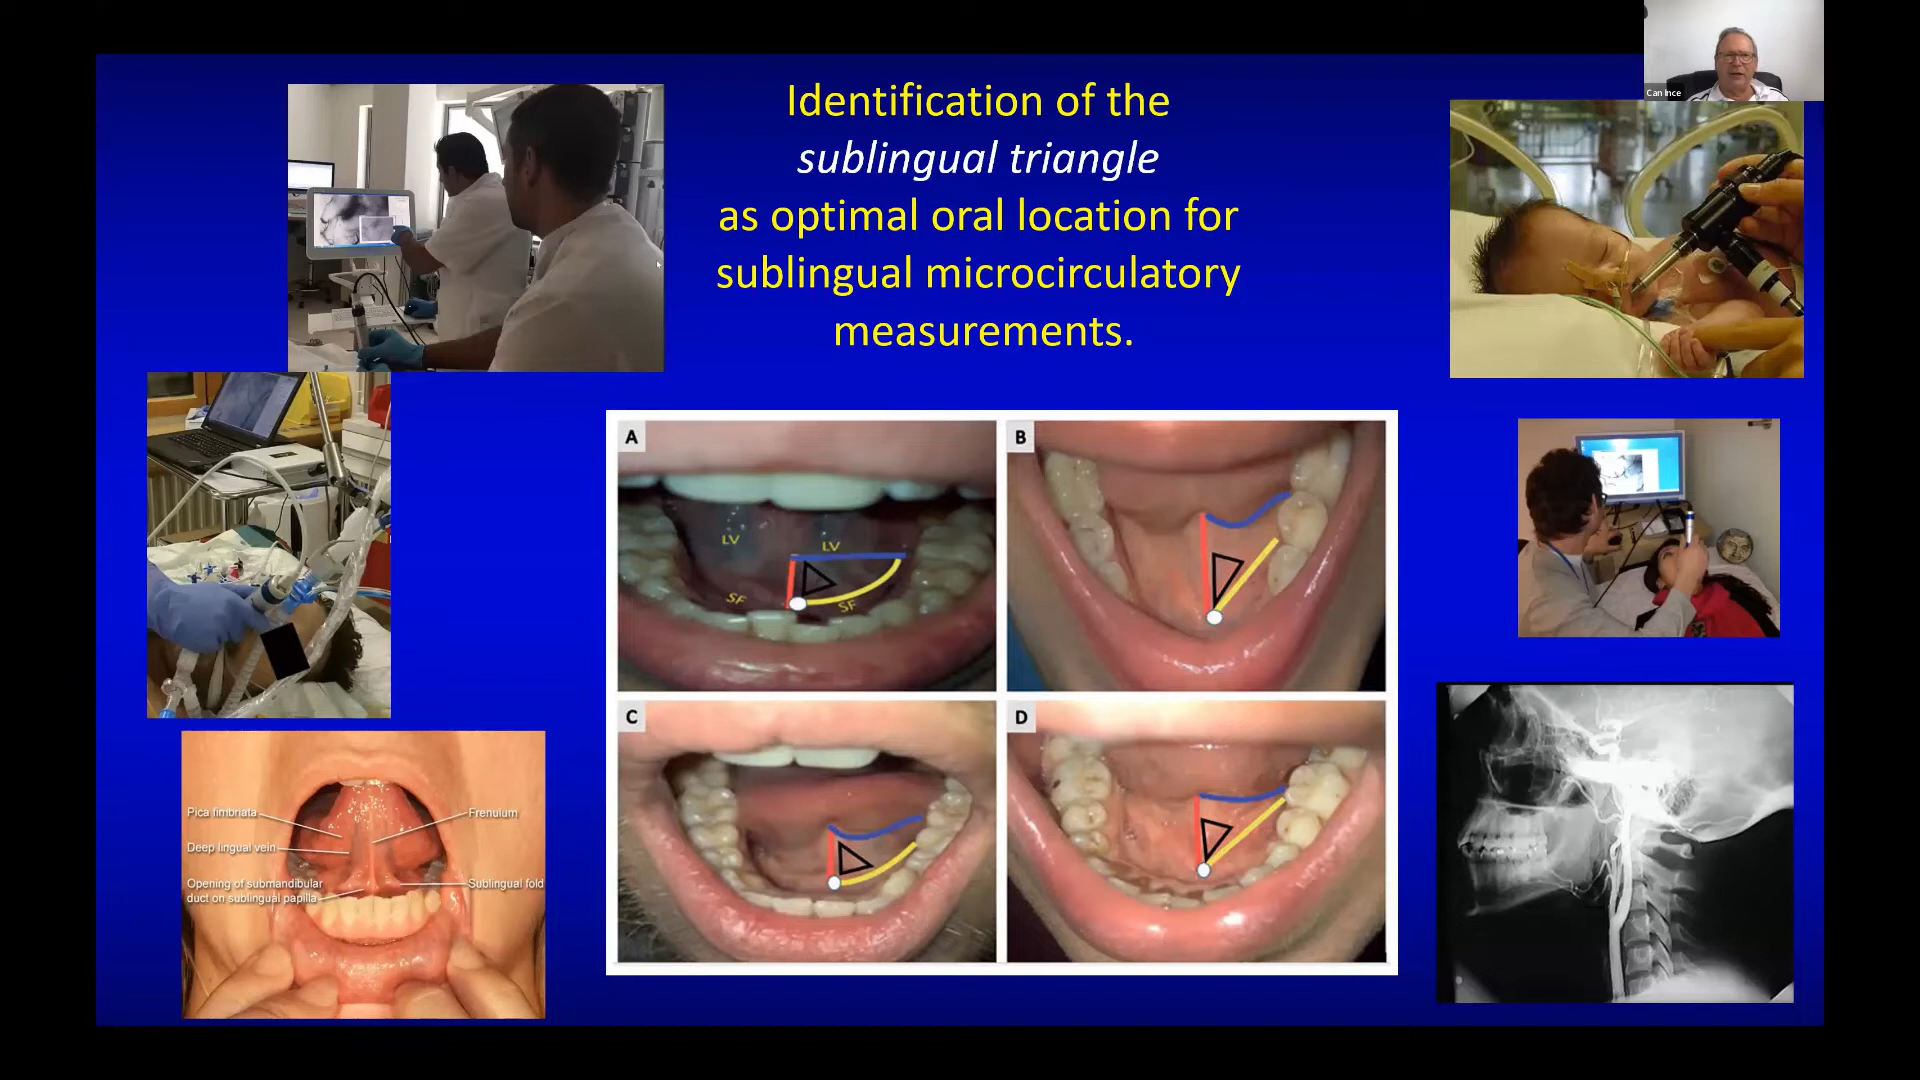 Can Ince
Identification of the
sublingual triangle
as optimal oral location for
sublingual microcirculatory
measurements.
A
LV
LV
SF
SF
B
C
D
Pica fimbriata
Frenulum
Deep lingual vein
Opening of submandibular
duct on sublingual papilla
Sublingual fold